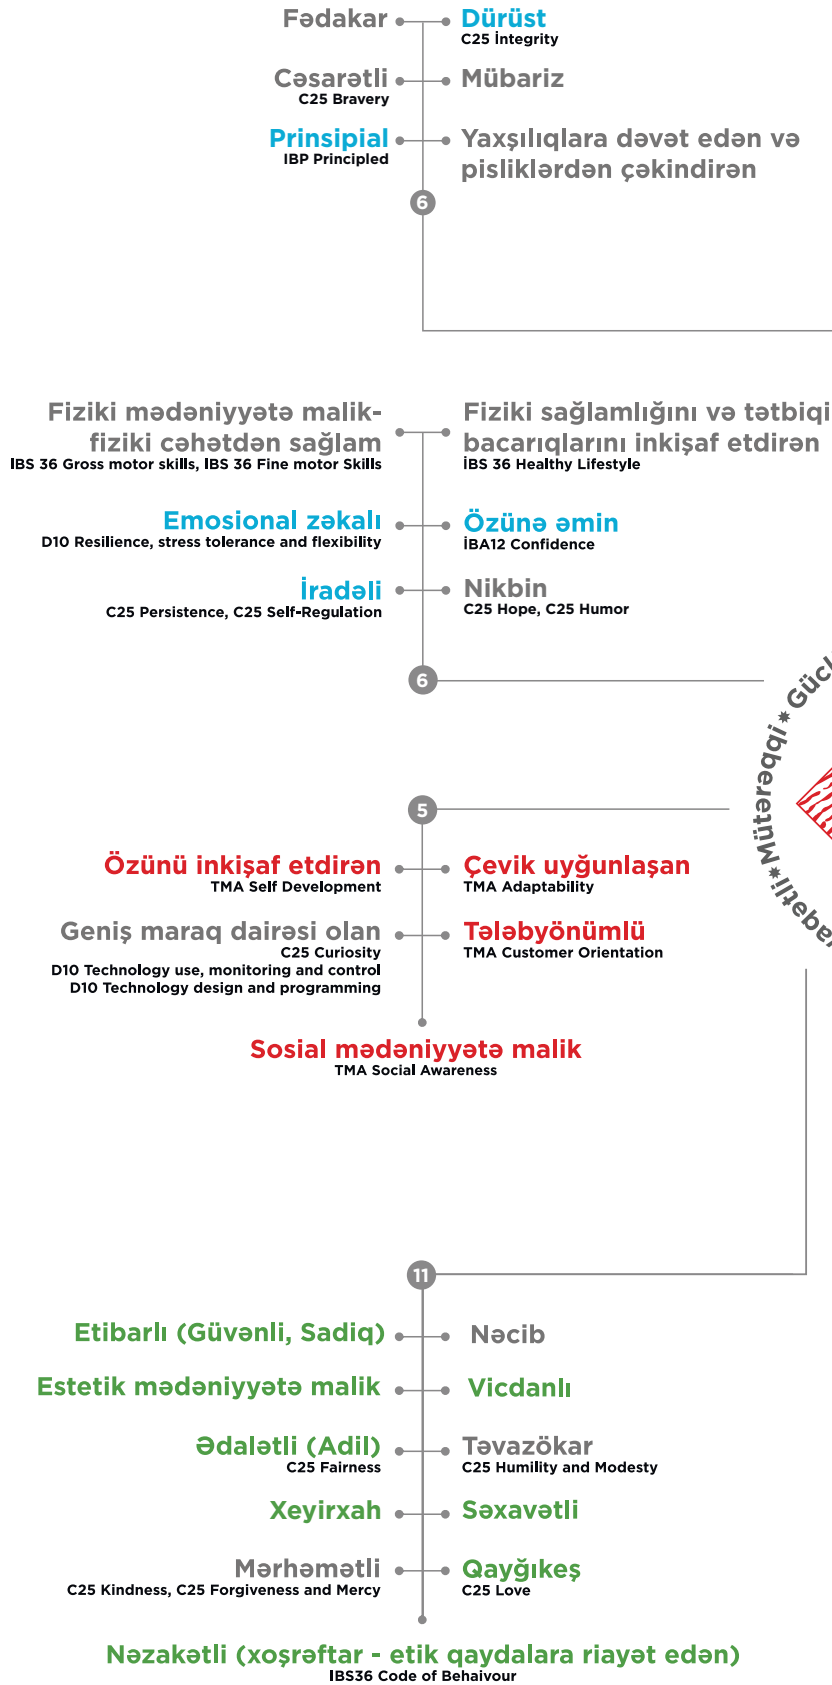 Fədakar
Dürüst
C25 İntegrity
Cəsarətli
C25 Bravery
Mübariz
Prinsipial
IBP Principled
Yaxşılıqlara dəvət edən və
pisliklərdən çəkindirən
6
Fiziki mədəniyyətə malik-
fiziki cəhətdən sağlam
IBS 36 Gross motor skills, IBS 36 Fine motor Skills
Fiziki sağlamlığını və tətbiqi
bacarıqlarını inkişaf etdirən
İBS 36 Healthy Lifestyle
Emosional zəkalı
D10 Resilience, stress tolerance and flexibility
Özünə əmin
İBA12 Confidence
İradəli
C25 Persistence, C25 Self-Regulation
Nikbin
C25 Hope, C25 Humor
6
Mütərəbbi
5
Özünü inkişaf etdirən
TMA Self Development
Çevik uyğunlaşan
TMA Adaptability
Geniş maraq dairəsi olan
C25 Curiosity
D10 Technology use, monitoring and control
D10 Technology design and programming
Tələbyönümlü
TMA Customer Orientation
Sosial mədəniyyətə malik
TMA Social Awareness
11
Etibarlı (Güvənli, Sadiq)
Nəcib
Estetik mədəniyyətə malik
Vicdanlı
Ədalətli (Adil)
C25 Fairness
Təvazökar
C25 Humility and Modesty
Xeyirxah
Səxavətli
Mərhəmətli
C25 Kindness, C25 Forgiveness and Mercy
Qayğıkeş
C25 Love
Nəzakətli (xoşrəftar - etik qaydalara riayət edən)
IBS36 Code of Behaivour